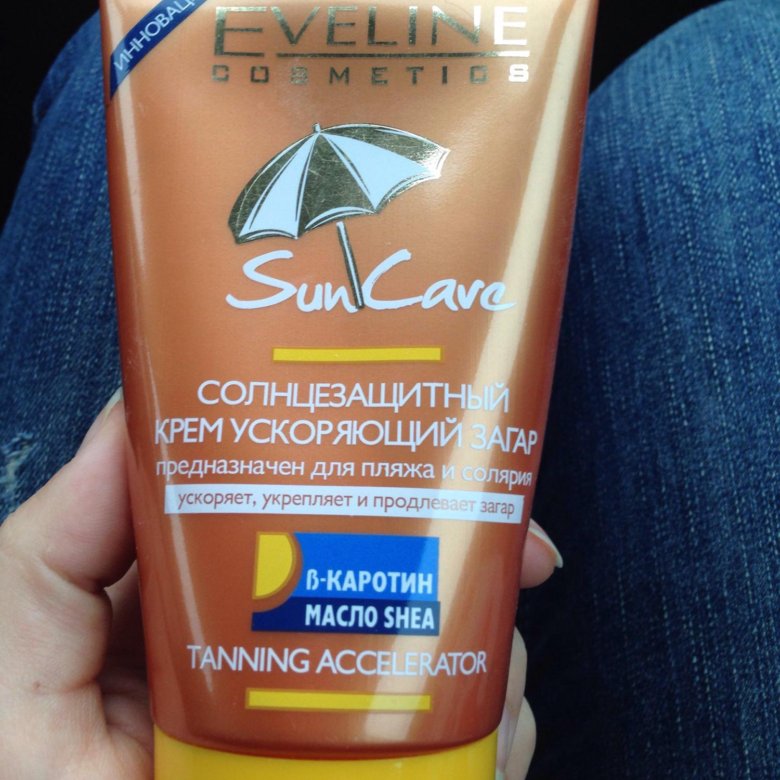 EVELINE
COSMETICS
Sun Care
СОЛНЦЕЗАЩИТНЫЙ
КРЕМ УСКОРЯЮЩИЙ ЗАГАР
предназначен для пляжа и солярия
ускоряет, укрепляет и продлевает загар
ß-КАРОТИН
МАСЛО SHEA
TANNING ACCELERATOR